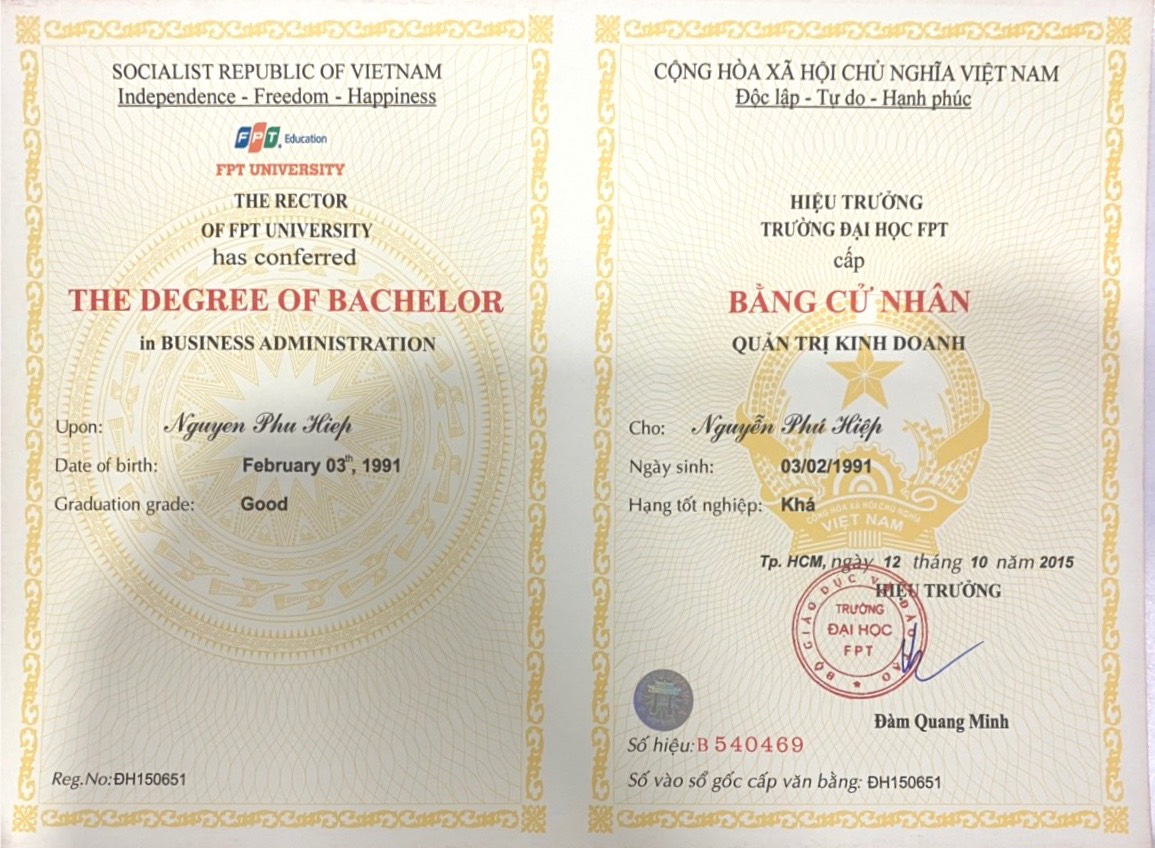 SOCIALIST REPUBLIC OF VIETNAM
Independence - Freedom - Happiness
FPT Education
FPT UNIVERSITY
THE RECTOR
OF FPT UNIVERSITY
has conferred
THE DEGREE OF BACHELOR
in BUSINESS ADMINISTRATION
Upon: Nguyen Phu Hiep
Date of birth: February 03th, 1991
Graduation grade: Good
Reg.No:ĐH150651
CỘNG HÒA XÃ HỘI CHỦ NGHĨA VIỆT NAM
Độc lập - Tự do - Hạnh phúc
HIỆU TRƯỞNG
TRƯỜNG ĐẠI HỌC FPT
cấp
BẰNG CỬ NHÂN
QUẢN TRỊ KINH DOANH
Cho: Nguyễn Phú Hiệp
Ngày sinh: 03/02/1991
Hạng tốt nghiệp: Khá
CỘNG HÒA XÃ HỘI CHỦ NGHĨA
VIỆT NAM
Tp. HCM, ngày 12 tháng 10 năm 2015
HIỆU TRƯỞNG
BỘ GIÁO DỤC VÀ ĐÀO TẠO
TRƯỜNG
ĐẠI HỌC
FPT
Đàm Quang Minh
Số hiệu: B 540469
Số vào sổ gốc cấp văn bằng: ĐH150651